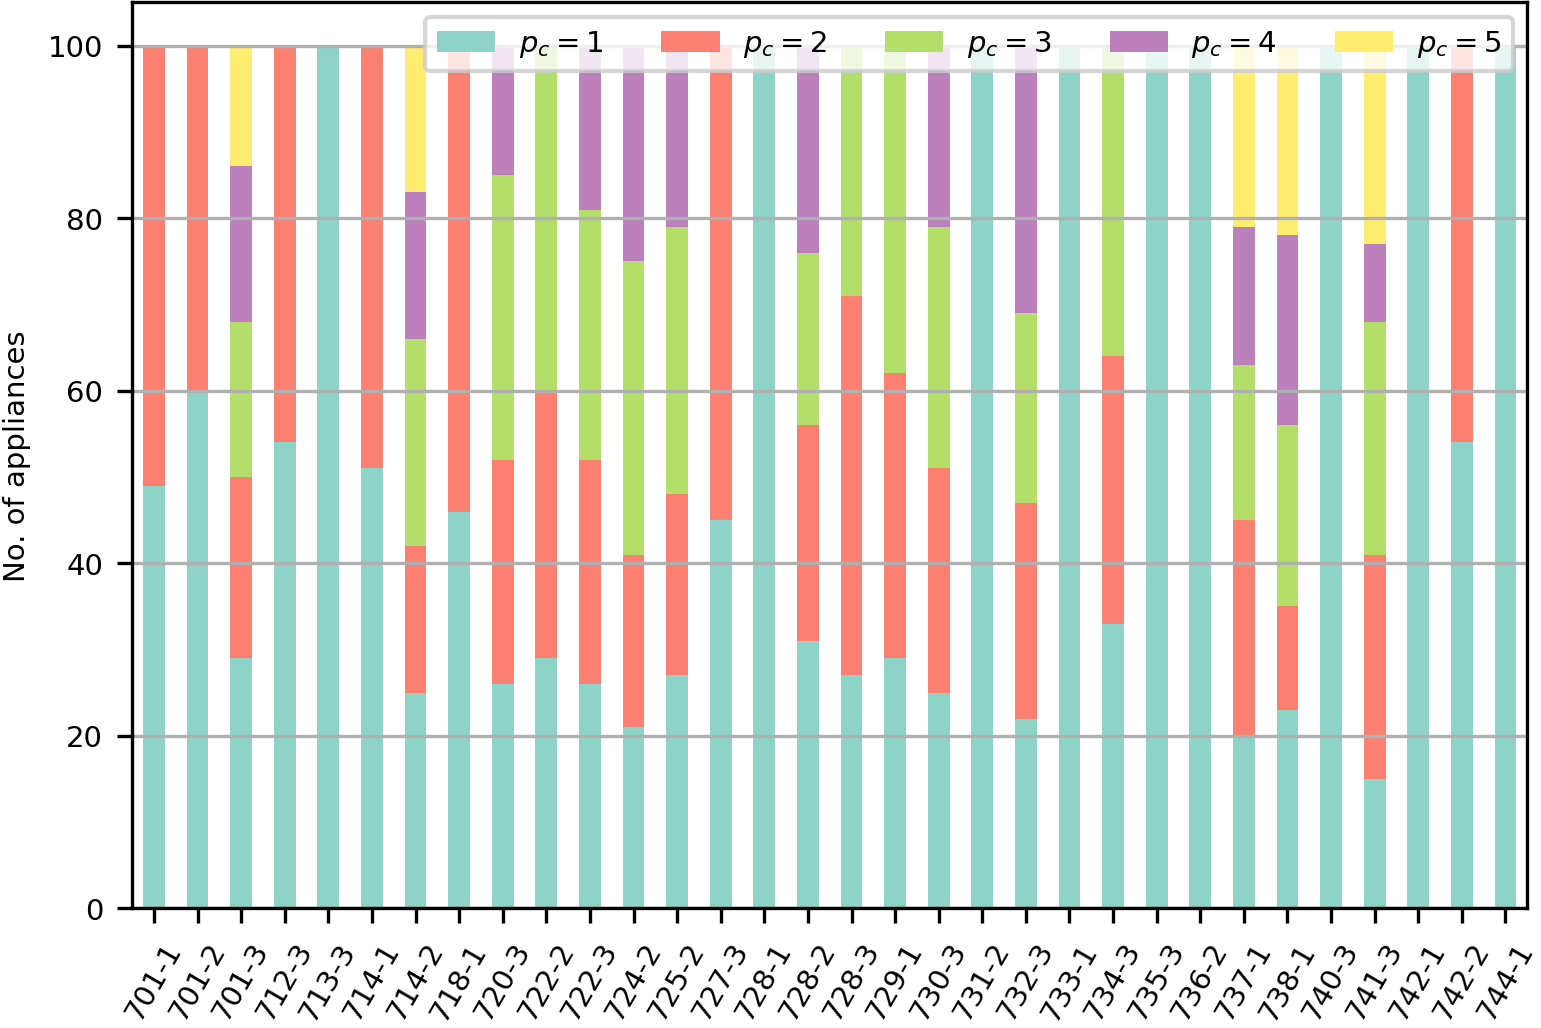 p_c = 1 p_c = 2 p_c = 3 p_c = 4 p_c = 5
No. of appliances
100
80
60
40
20
0
701-1 701-2 701-3 712-3 713-3 714-1 714-2 718-1 720-3 722-2 722-3 724-2 725-2 727-3 728-1 728-2 728-3 729-1 730-3 731-2 732-3 733-1 734-3 735-3 736-2 737-1 738-1 740-3 741-3 742-1 742-2 744-1